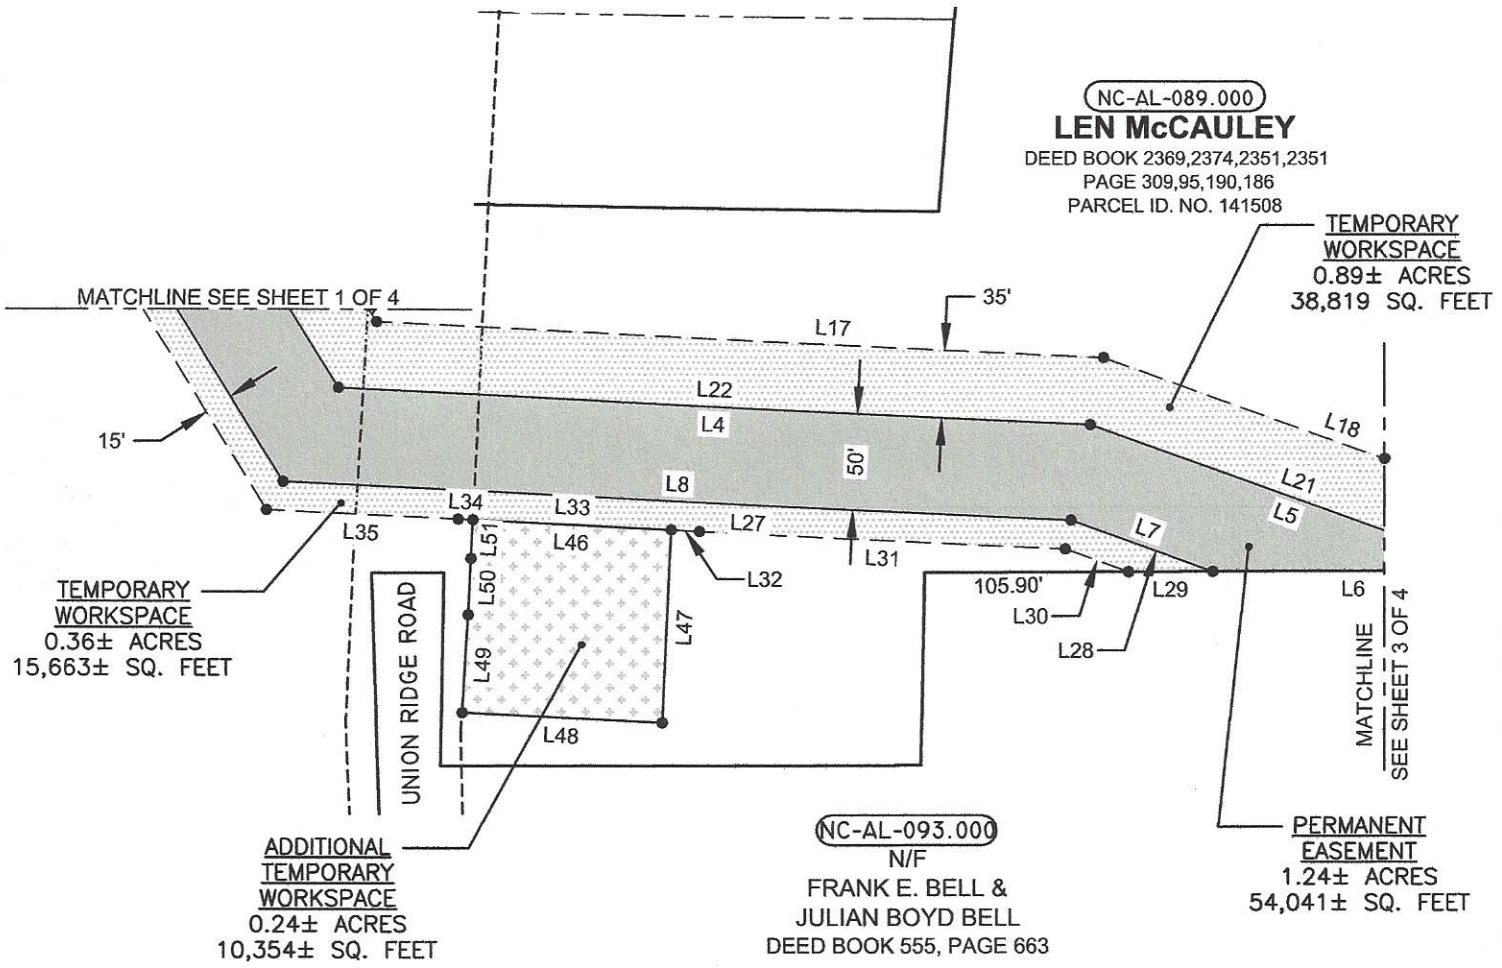 NC-AL-089.000
LEN McCAULEY
DEED BOOK 2369,2374,2351,2351
PAGE 309,95,190,186
PARCEL ID. NO. 141508
TEMPORARY
WORKSPACE
0.89± ACRES
38,819 SQ. FEET
MATCHLINE SEE SHEET 1 OF 4
35'
L17
L22
L4
L18
15'
50'
L21
L5
L8
L34
L33
L27
L7
L35
L46
L31
L51
L50
L32
105.90'
L29
L6
L30
L28
L47
L49
L48
TEMPORARY
WORKSPACE
0.36± ACRES
15,663± SQ. FEET
UNION RIDGE ROAD
MATCHLINE
SEE SHEET 3 OF 4
ADDITIONAL
TEMPORARY
WORKSPACE
0.24± ACRES
10,354± SQ. FEET
NC-AL-093.000
N/F
FRANK E. BELL &
JULIAN BOYD BELL
DEED BOOK 555, PAGE 663
PERMANENT
EASEMENT
1.24± ACRES
54,041± SQ. FEET